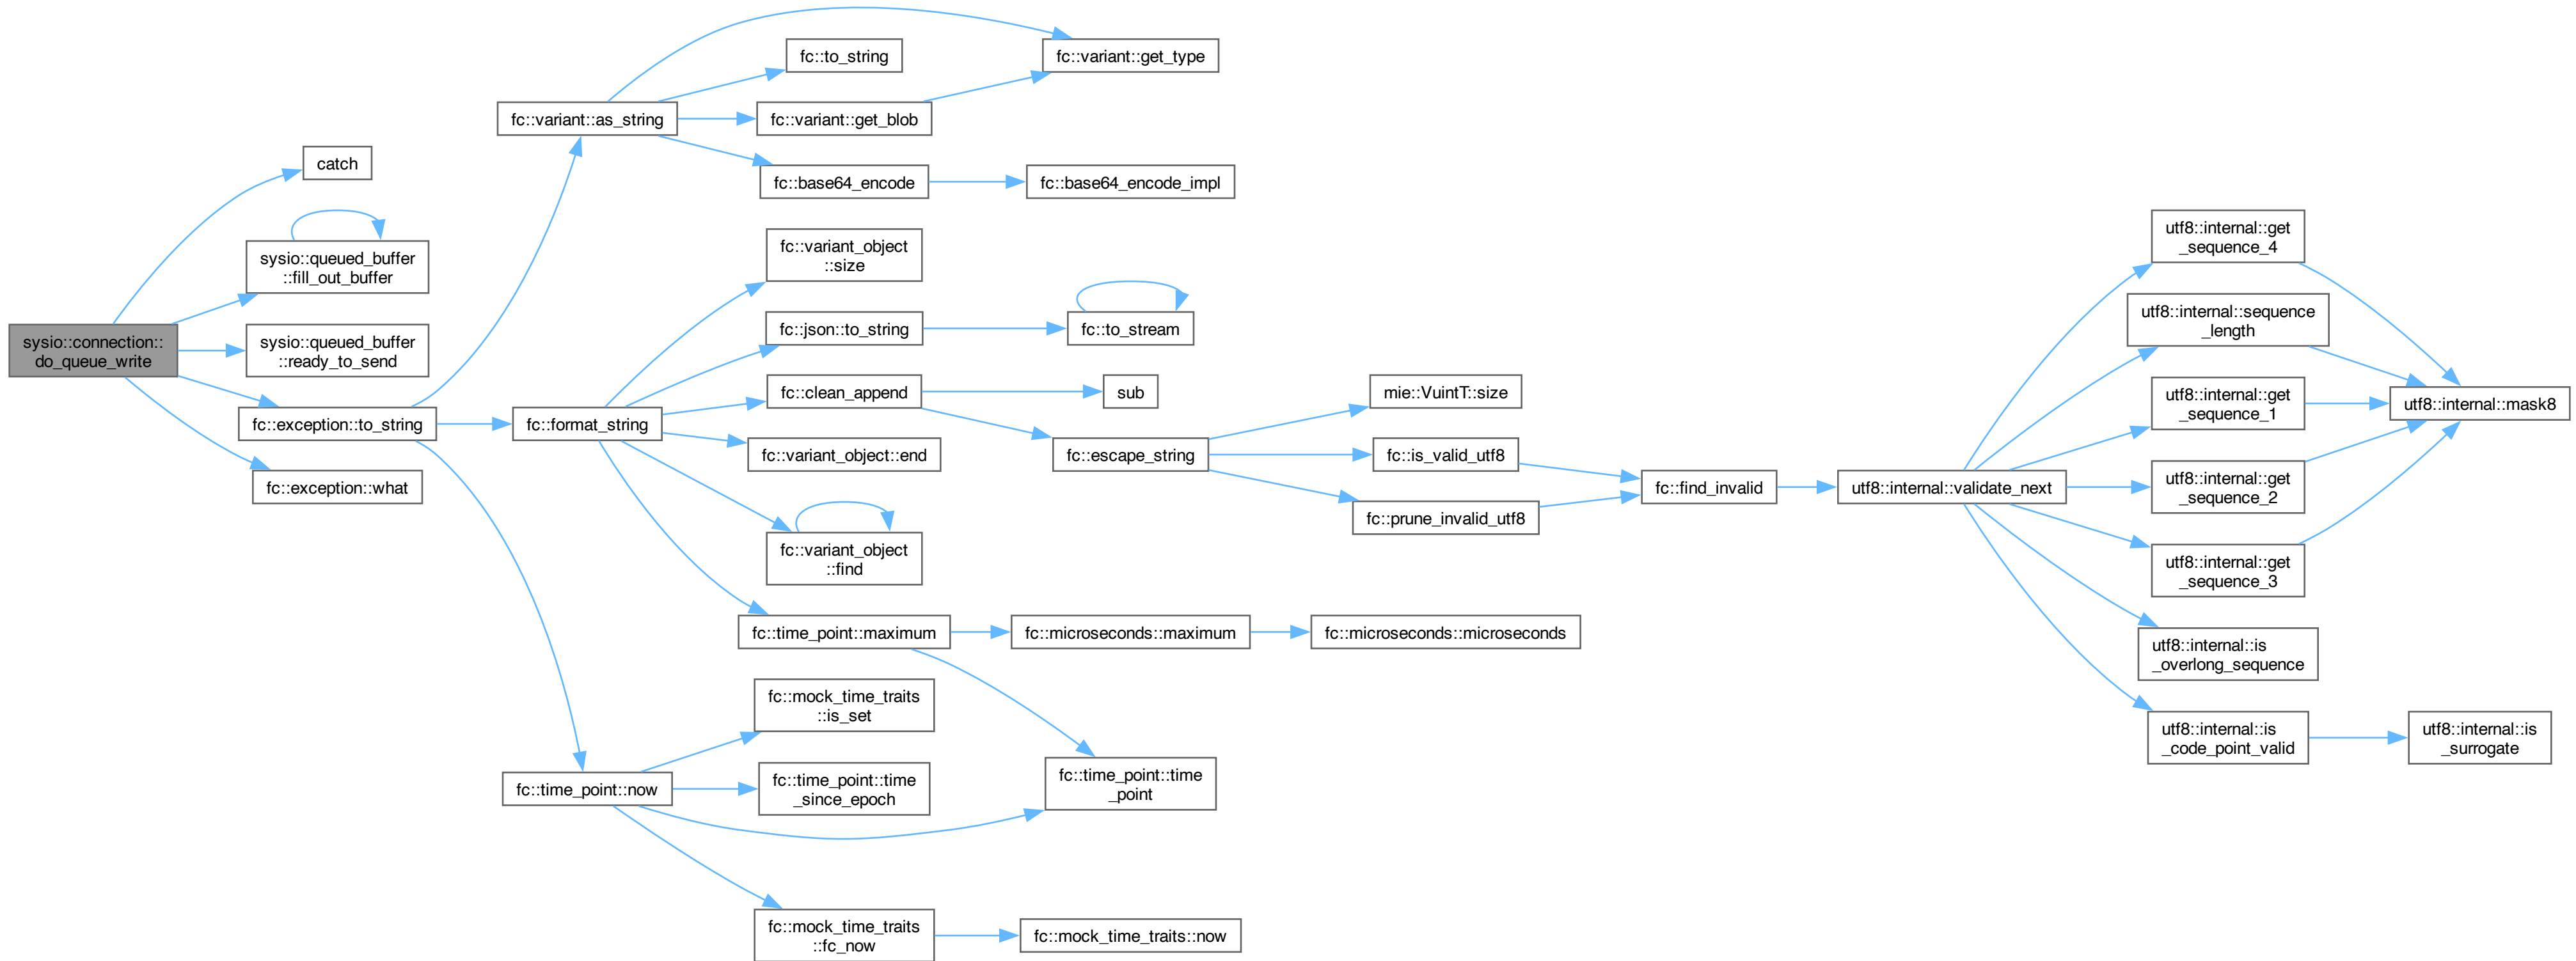 sysio::connection::
do_queue_write
catch
sysio::queued_buffer
::fill_out_buffer
sysio::queued_buffer
::ready_to_send
fc::exception::to_string
fc::exception::what
fc::variant::as_string
fc::format_string
fc::time_point::now
fc::to_string
fc::variant::get_blob
fc::base64_encode
fc::variant_object
::size
fc::json::to_string
fc::clean_append
fc::variant_object::end
fc::variant_object
::find
fc::time_point::maximum
fc::mock_time_traits
::is_set
fc::time_point::time
_since_epoch
fc::mock_time_traits
::fc_now
fc::variant::get_type
fc::base64_encode_impl
fc::to_stream
sub
fc::escape_string
fc::microseconds::maximum
fc::time_point::time
_point
fc::mock_time_traits::now
mie::VuintT::size
fc::is_valid_utf8
fc::prune_invalid_utf8
fc::microseconds::microseconds
fc::find_invalid
utf8::internal::validate_next
utf8::internal::get
_sequence_4
utf8::internal::sequence
_length
utf8::internal::get
_sequence_1
utf8::internal::get
_sequence_2
utf8::internal::get
_sequence_3
utf8::internal::is
_overlong_sequence
utf8::internal::is
_code_point_valid
utf8::internal::mask8
utf8::internal::is
_surrogate